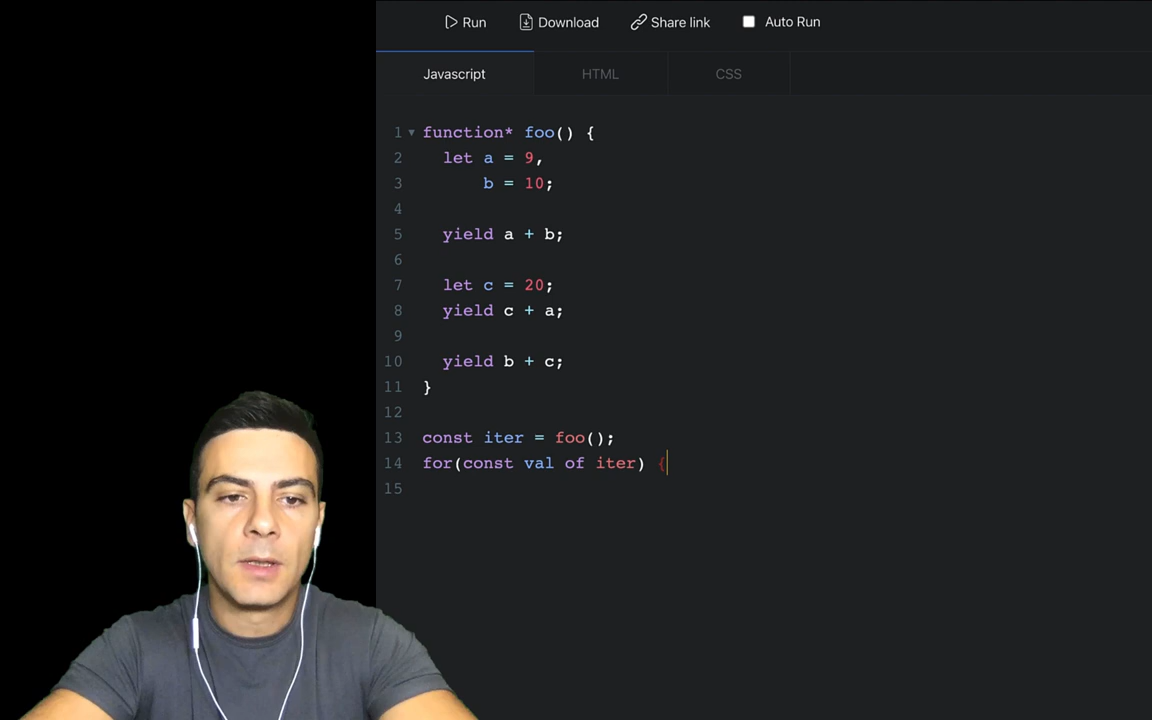 Run Download Share link Auto Run
Javascript HTML CSS
1 function* foo() {
2 let a = 9,
3 b = 10;
4
5 yield a + b;
6
7 let c = 20;
8 yield c + a;
9
10 yield b + c;
11 }
12
13 const iter = foo();
14 for(const val of iter) {
15